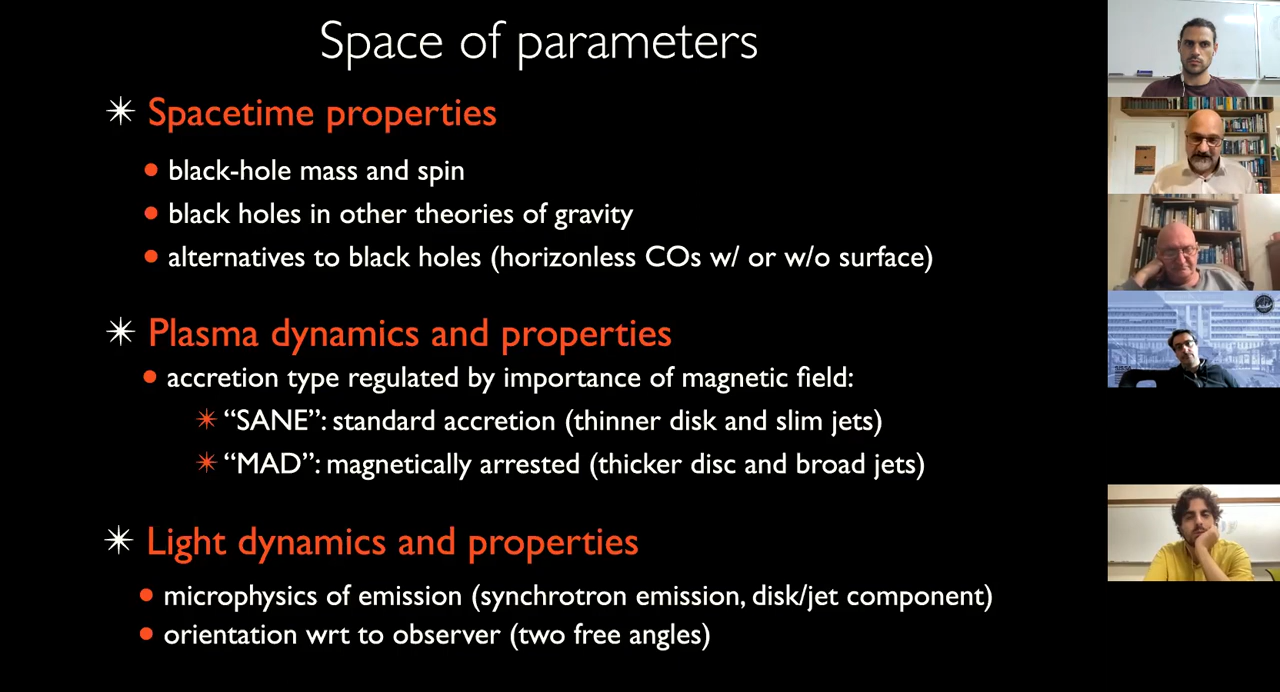 Space of parameters
Spacetime properties
black-hole mass and spin
black holes in other theories of gravity
alternatives to black holes (horizonless COs w/ or w/o surface)
Plasma dynamics and properties
accretion type regulated by importance of magnetic field:
“SANE”: standard accretion (thinner disk and slim jets)
“MAD”: magnetically arrested (thicker disc and broad jets)
Light dynamics and properties
microphysics of emission (synchrotron emission, disk/jet component)
orientation wrt to observer (two free angles)